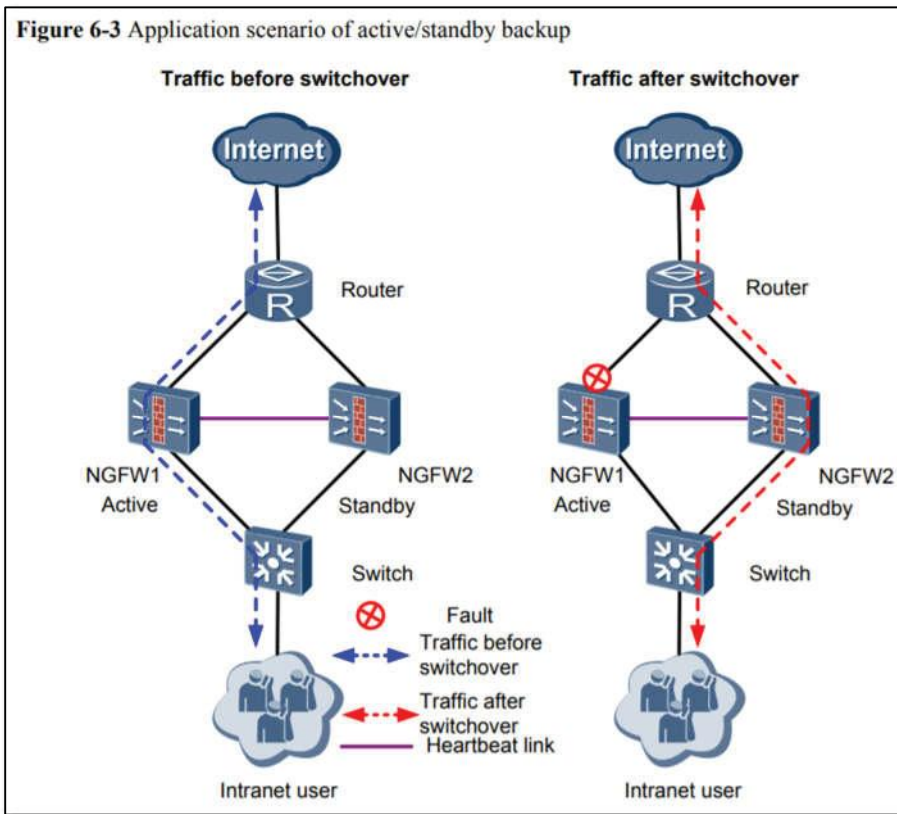 Figure 6-3 Application scenario of active/standby backup
Traffic before switchover
Internet
Router
R
NGFW1
Active
NGFW2
Standby
Switch
Fault
Traffic before
switchover
Traffic after
switchover
Heartbeat link
Intranet user
Traffic after switchover
Internet
Router
R
NGFW1
Active
NGFW2
Standby
Switch
Intranet user